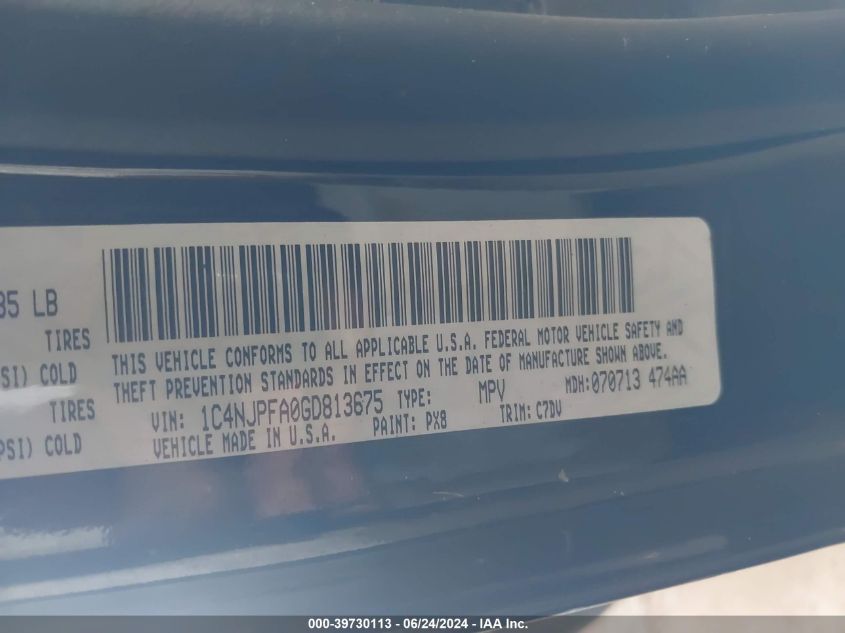 85 LB
TIRES
SI) COLD
TIRES
PSI) COLD
THIS VEHICLE CONFORMS TO ALL APPLICABLE U.S.A. FEDERAL MOTOR VEHICLE SAFETY AND
THEFT PREVENTION STANDARDS IN EFFECT ON THE DATE OF MANUFACTURE SHOWN ABOVE.
VIN: 1C4NJPFA0GD813675 TYPE: MPV MDH:070713 474AA
VEHICLE MADE IN U.S.A. PAINT: PX8 TRIM: C7DV
000-39730113 - 06/24/2024 - IAA Inc.